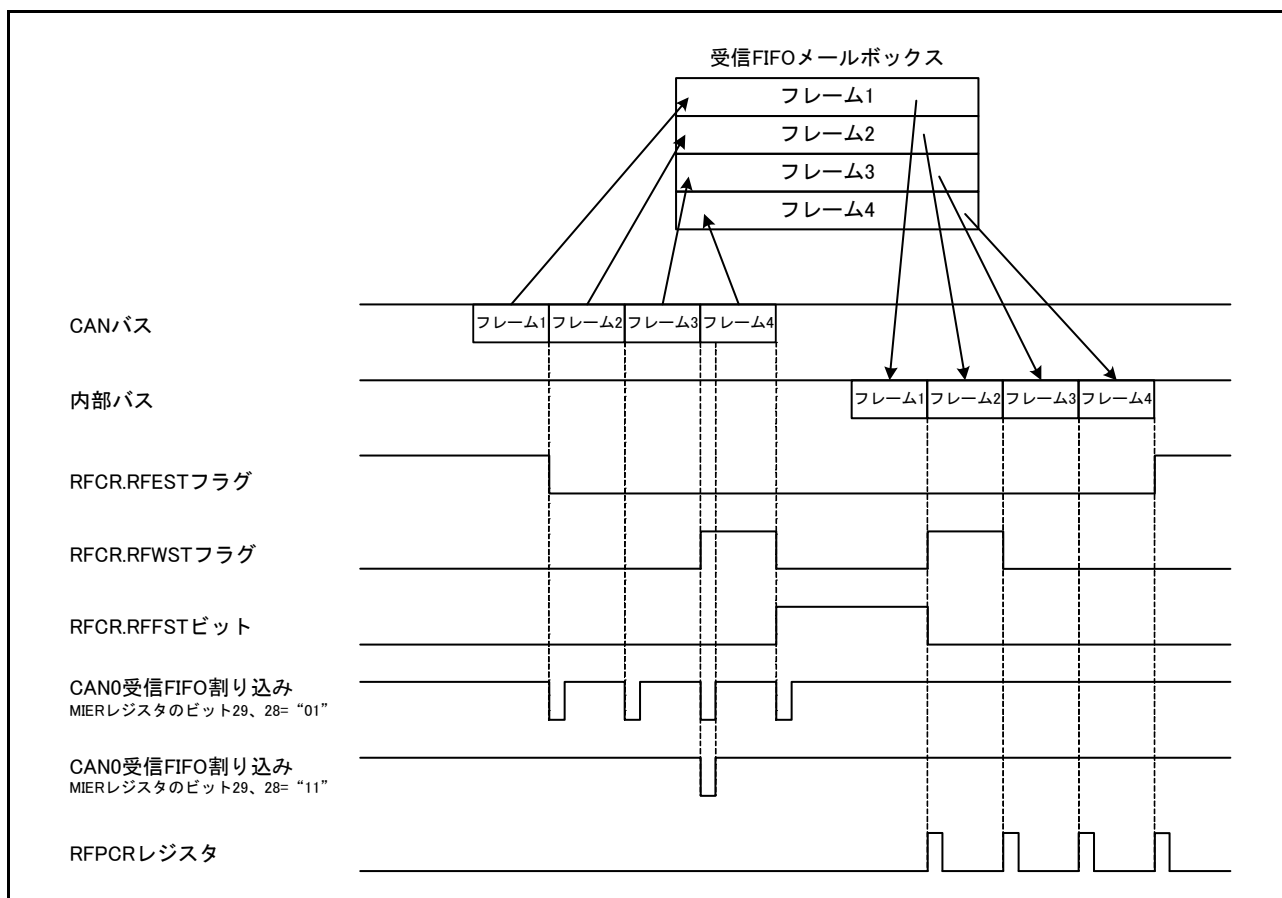 受信FIFOメールボックス
フレーム1
フレーム2
フレーム3
フレーム4
CANバス
フレーム1 フレーム2 フレーム3 フレーム4
内部バス
フレーム1 フレーム2 フレーム3 フレーム4
RFCR.RFESTフラグ
RFCR.RFWSTフラグ
RFCR.RFFSTビット
CAN0受信FIFO割り込み
MIERレジスタのビット29、28=“01”
CAN0受信FIFO割り込み
MIERレジスタのビット29、28=“11”
RFPCRレジスタ